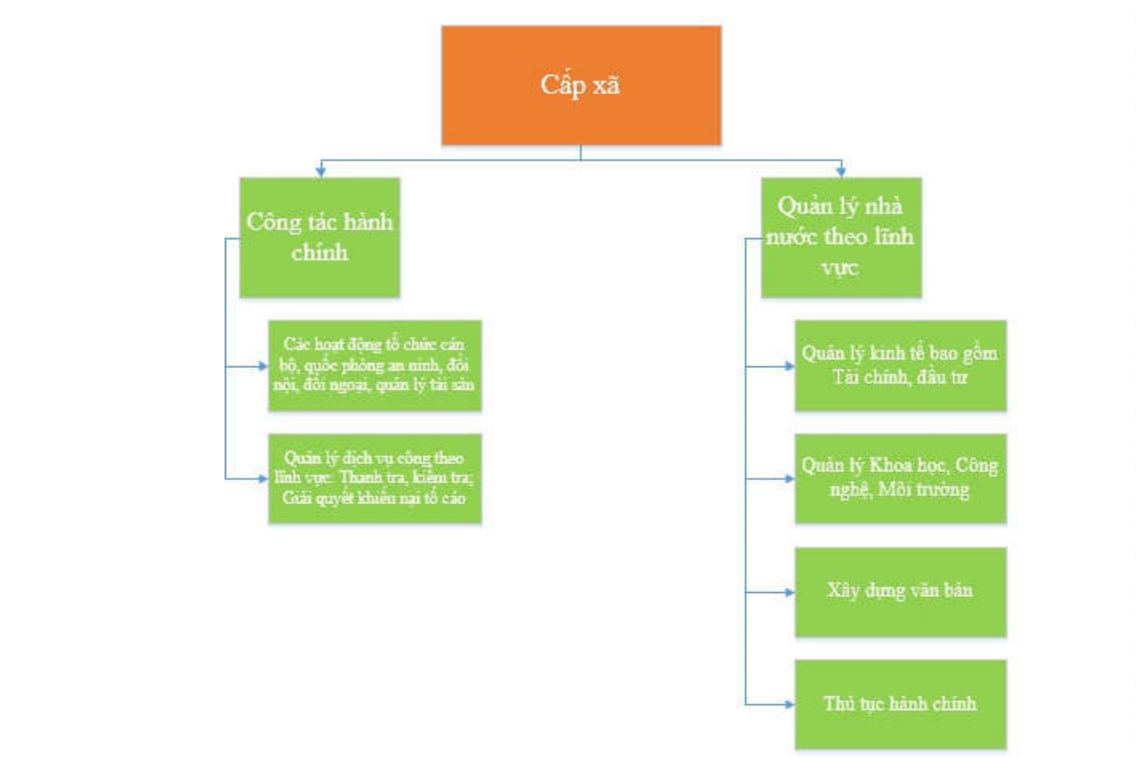 Cấp xã
Công tác hành
chính
Các hoạt động tổ chức cán
bộ, quốc phòng an ninh, đối
nội, đối ngoại, quản lý tài sản
Quản lý dịch vụ công theo
lĩnh vực: Thanh tra, kiểm tra;
Giải quyết khiếu nại tố cáo
Quản lý nhà
nước theo lĩnh
vực
Quản lý kinh tế bao gồm
Tài chính, đầu tư
Quản lý Khoa học, Công
nghệ, Môi trường
Xây dựng văn bản
Thủ tục hành chính